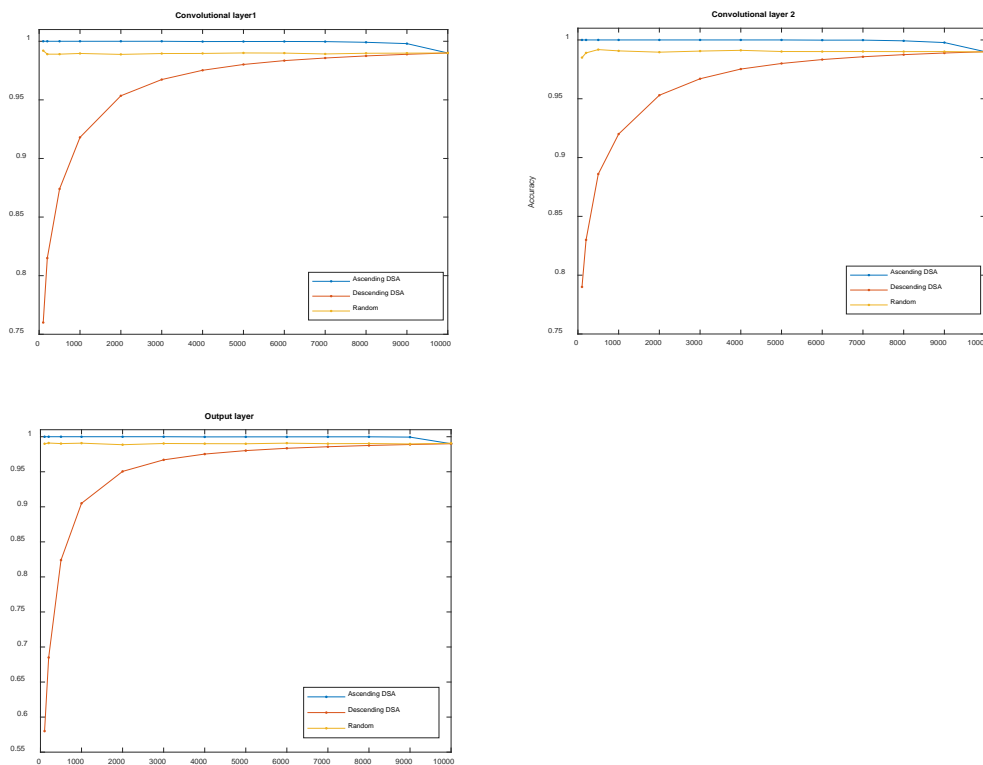 Convolutional layer1
1
0.95
0.9
0.85
0.8
0.75
0 1000 2000 3000 4000 5000 6000 7000 8000 9000 10000
Ascending DSA
Descending DSA
Random
Convolutional layer 2
Accuracy
1
0.95
0.9
0.85
0.8
0.75
0 1000 2000 3000 4000 5000 6000 7000 8000 9000 10000
Ascending DSA
Descending DSA
Random
Output layer
1
0.95
0.9
0.85
0.8
0.75
0.7
0.65
0.6
0.55
0 1000 2000 3000 4000 5000 6000 7000 8000 9000 10000
Ascending DSA
Descending DSA
Random